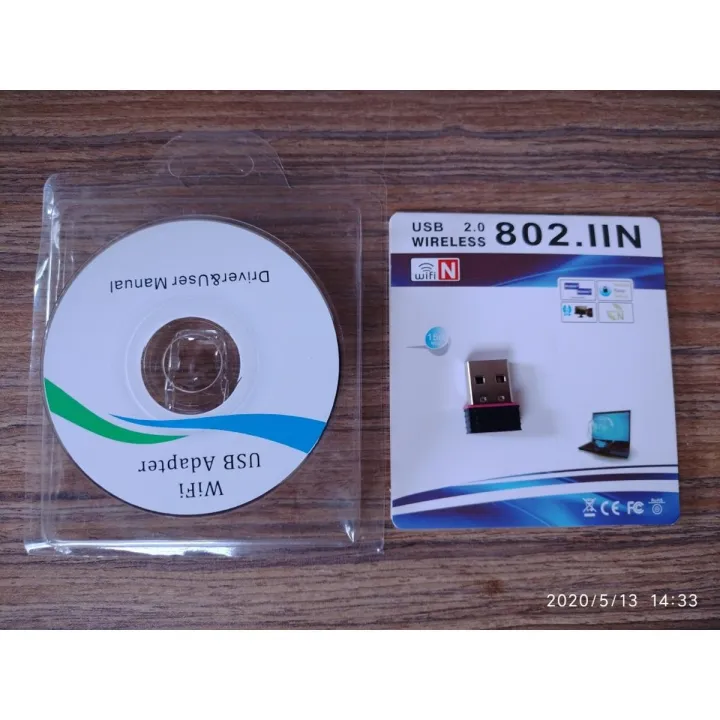 Driver&User Manual
WiFi
USB Adapter
USB 2.0
WIRELESS 802.IIN
WiFi N
CE FC
RoHS
2020/5/13 14:33